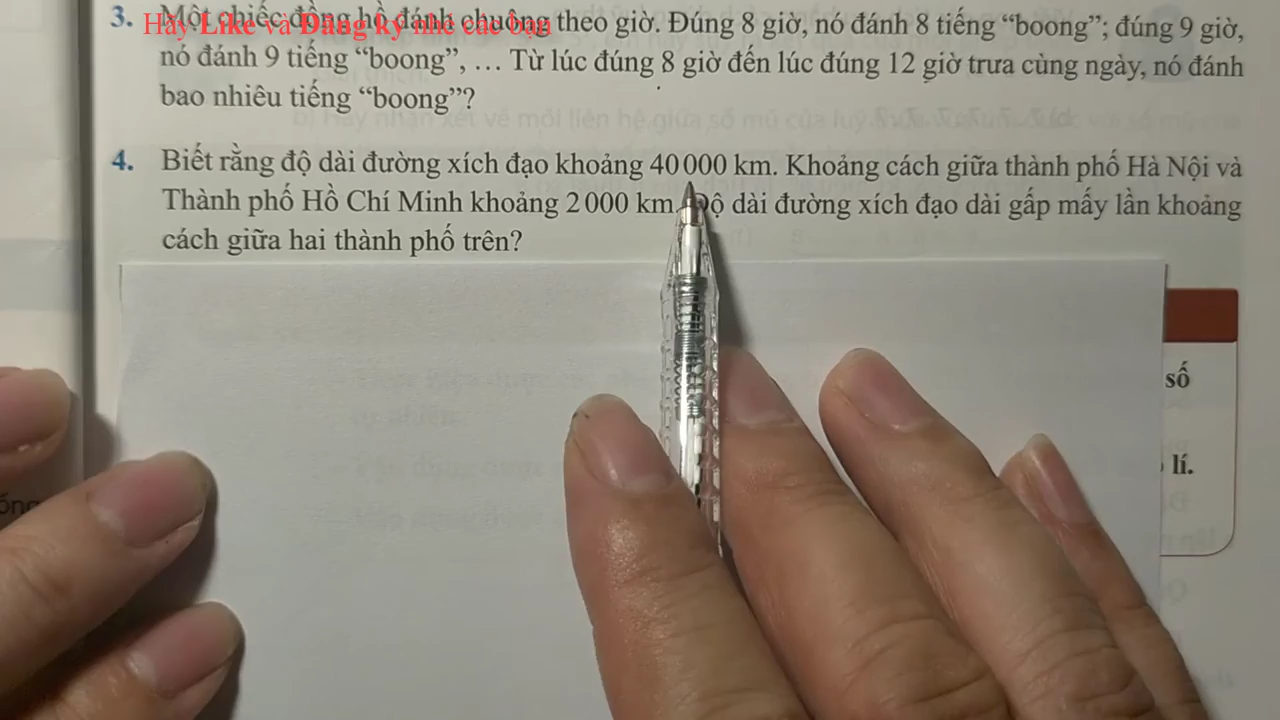 Hãy Like và Đăng ký nhé các bạn
3. Một chiếc đồng hồ đánh chuông theo giờ. Đúng 8 giờ, nó đánh 8 tiếng “boong”; đúng 9 giờ,
nó đánh 9 tiếng “boong”, … Từ lúc đúng 8 giờ đến lúc đúng 12 giờ trưa cùng ngày, nó đánh
bao nhiêu tiếng “boong”?
4. Biết rằng độ dài đường xích đạo khoảng 40 000 km. Khoảng cách giữa thành phố Hà Nội và
Thành phố Hồ Chí Minh khoảng 2 000 km. Độ dài đường xích đạo dài gấp mấy lần khoảng
cách giữa hai thành phố trên?
số
lí.